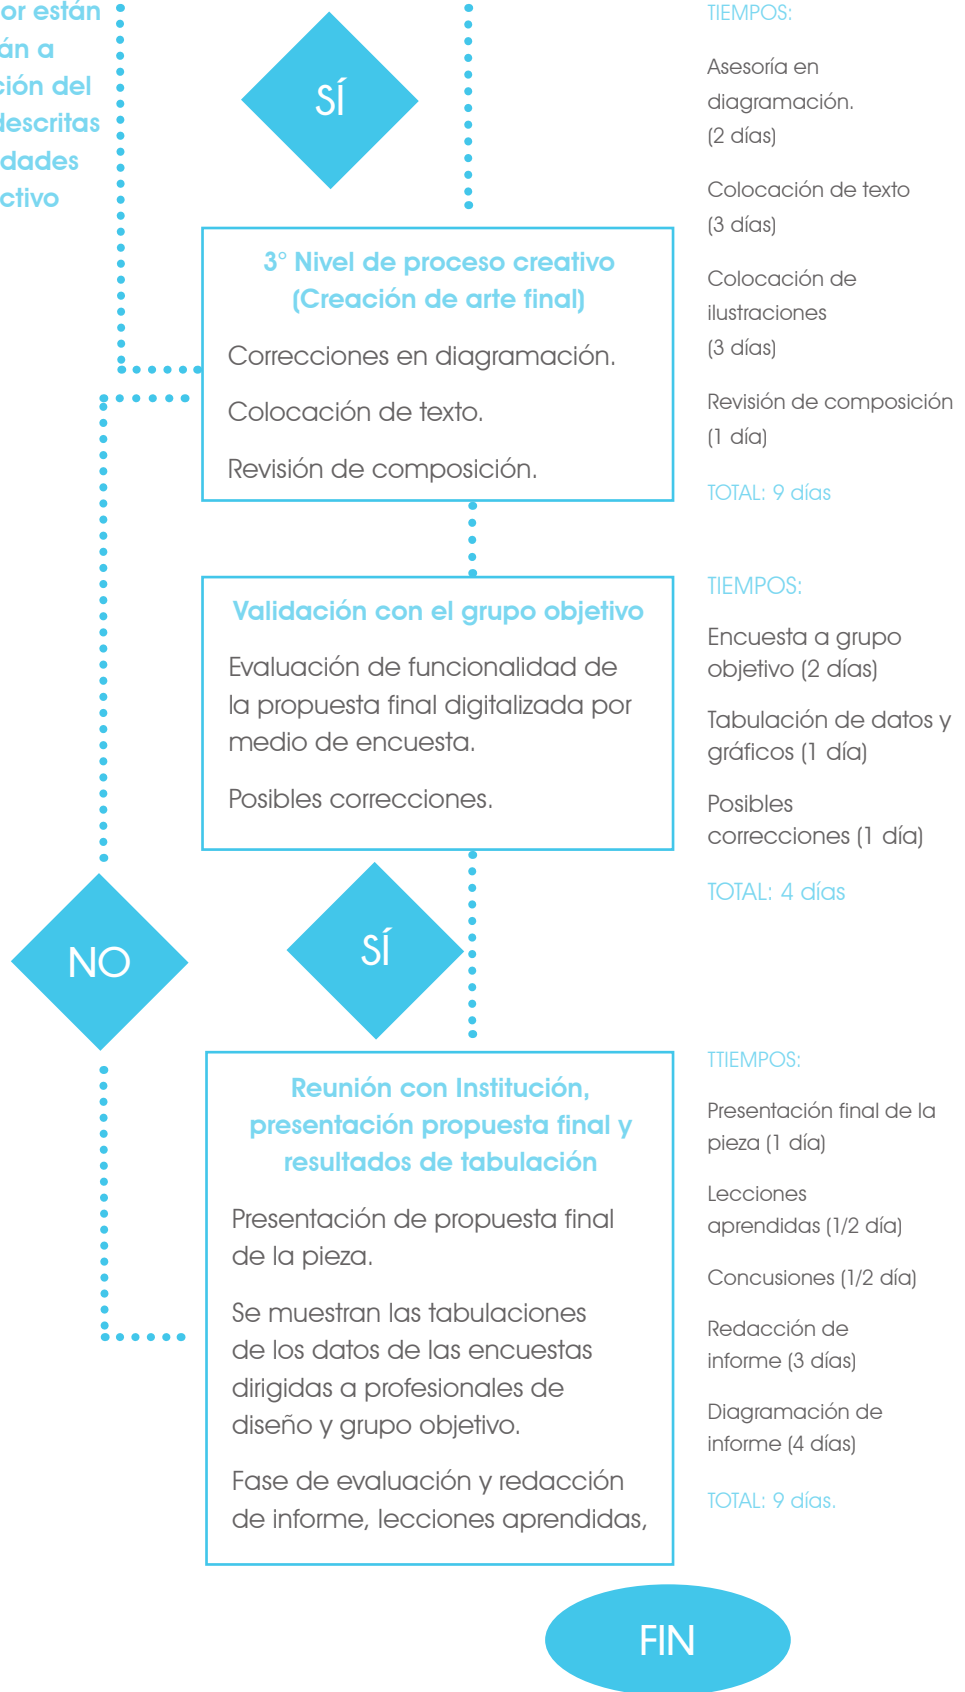 or están
án a
ción del
descritas
dades
ctivo
SÍ
TIEMPOS:
Asesoría en
diagramación.
(2 días)
Colocación de texto
(3 días)
Colocación de
ilustraciones
(3 días)
Revisión de composición
(1 día)
TOTAL: 9 días
3° Nivel de proceso creativo
(Creación de arte final)
Correcciones en diagramación.
Colocación de texto.
Revisión de composición.
Validación con el grupo objetivo
Evaluación de funcionalidad de
la propuesta final digitalizada por
medio de encuesta.
Posibles correcciones.
TIEMPOS:
Encuesta a grupo
objetivo (2 días)
Tabulación de datos y
gráficos (1 día)
Posibles
correcciones (1 día)
TOTAL: 4 días
NO
SÍ
Reunión con Institución,
presentación propuesta final y
resultados de tabulación
Presentación de propuesta final
de la pieza.
Se muestran las tabulaciones
de los datos de las encuestas
dirigidas a profesionales de
diseño y grupo objetivo.
Fase de evaluación y redacción
de informe, lecciones aprendidas,
TTIEMPOS:
Presentación final de la
pieza (1 día)
Lecciones
aprendidas (1/2 día)
Concusiones (1/2 día)
Redacción de
informe (3 días)
Diagramación de
informe (4 días)
TOTAL: 9 días.
FIN